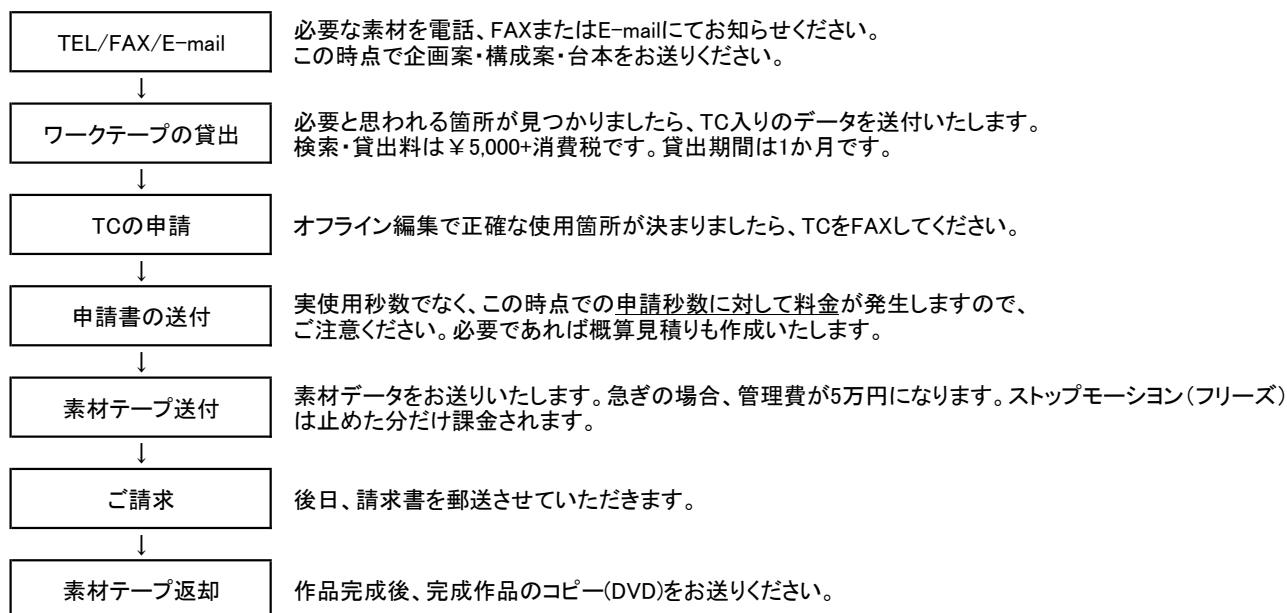 TEL/FAX/E-mail
必要な素材を電話、FAXまたはE-mailにてお知らせください。
この時点で企画案・構成案・台本をお送りください。
↓
ワークテープの貸出
必要と思われる箇所が見つかりましたら、TC入りのデータを送付いたします。
検索・貸出料は￥5,000+消費税です。貸出期間は1か月です。
↓
TCの申請
オフライン編集で正確な使用箇所が決まりましたら、TCをFAXしてください。
↓
申請書の送付
実使用秒数でなく、この時点での申請秒数に対して料金が発生しますので、
ご注意ください。必要であれば概算見積りも作成いたします。
↓
素材テープ送付
素材データをお送りいたします。急ぎの場合、管理費が5万円になります。ストップモーシヨン（フリーズ）
は止めた分だけ課金されます。
↓
ご請求
後日、請求書を郵送させていただきます。
↓
素材テープ返却
作品完成後、完成作品のコピー(DVD)をお送りください。